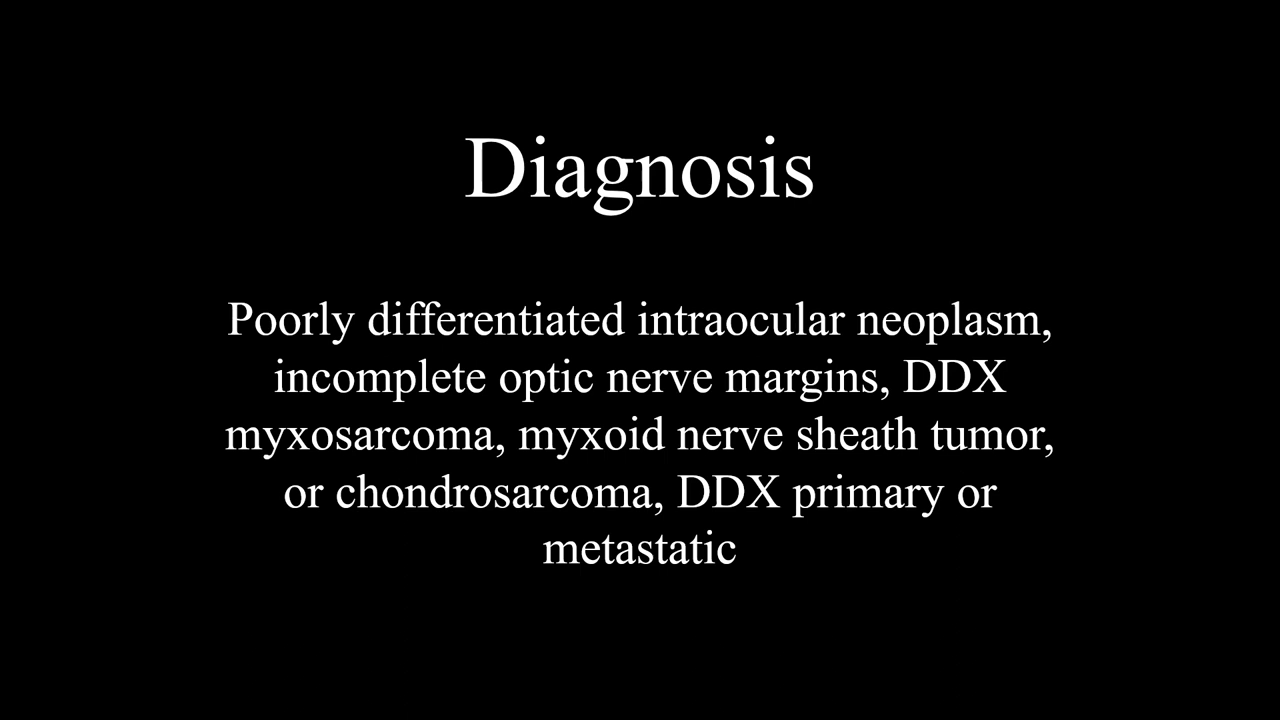 Diagnosis
Poorly differentiated intraocular neoplasm,
incomplete optic nerve margins, DDX
myxosarcoma, myxoid nerve sheath tumor,
or chondrosarcoma, DDX primary or
metastatic